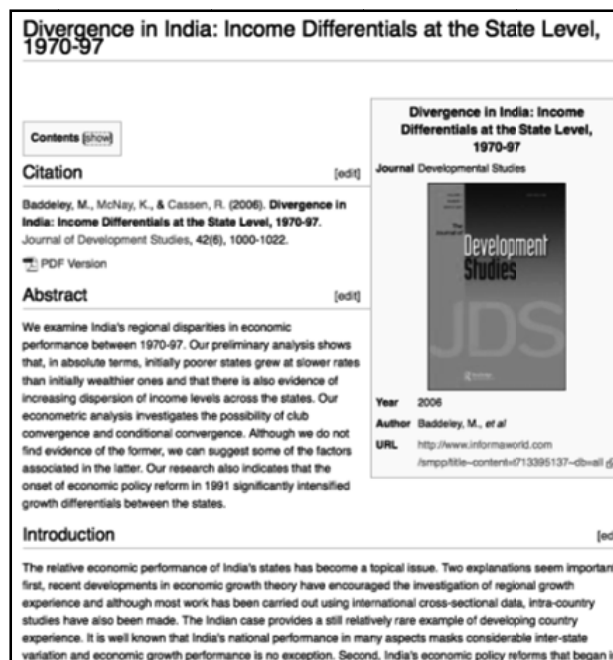 Divergence in India: Income Differentials at the State Level,
1970-97
Contents [show]
Citation [edit]
Baddeley, M., McNay, K., & Cassen, R. (2006). Divergence in
India: Income Differentials at the State Level, 1970-97.
Journal of Development Studies, 42(6), 1000-1022.
PDF Version
Abstract [edit]
We examine India's regional disparities in economic
performance between 1970-97. Our preliminary analysis shows
that, in absolute terms, initially poorer states grew at slower rates
than initially wealthier ones and that there is also evidence of
increasing dispersion of income levels across the states. Our
econometric analysis investigates the possibility of club
convergence and conditional convergence. Although we do not
find evidence of the former, we can suggest some of the factors
associated in the latter. Our research also indicates that the
onset of economic policy reform in 1991 significantly intensified
growth differentials between the states.
Divergence in India: Income
Differentials at the State Level,
1970-97
Journal Developmental Studies
The
Journal of
Development
Studies
JDS
Year 2006
Author Baddeley, M., et al
URL http://www.informaworld.com
/smpp/title~content=t713395137~db=all
Introduction [ed
The relative economic performance of India's states has become a topical issue. Two explanations seem important
first, recent developments in economic growth theory have encouraged the investigation of regional growth
experience and although most work has been carried out using international cross-sectional data, intra-country
studies have also been made. The Indian case provides a still relatively rare example of developing country
experience. It is well known that India's national performance in many aspects masks considerable inter-state
variation and economic growth performance is no exception. Second, India's economic policy reforms that began in